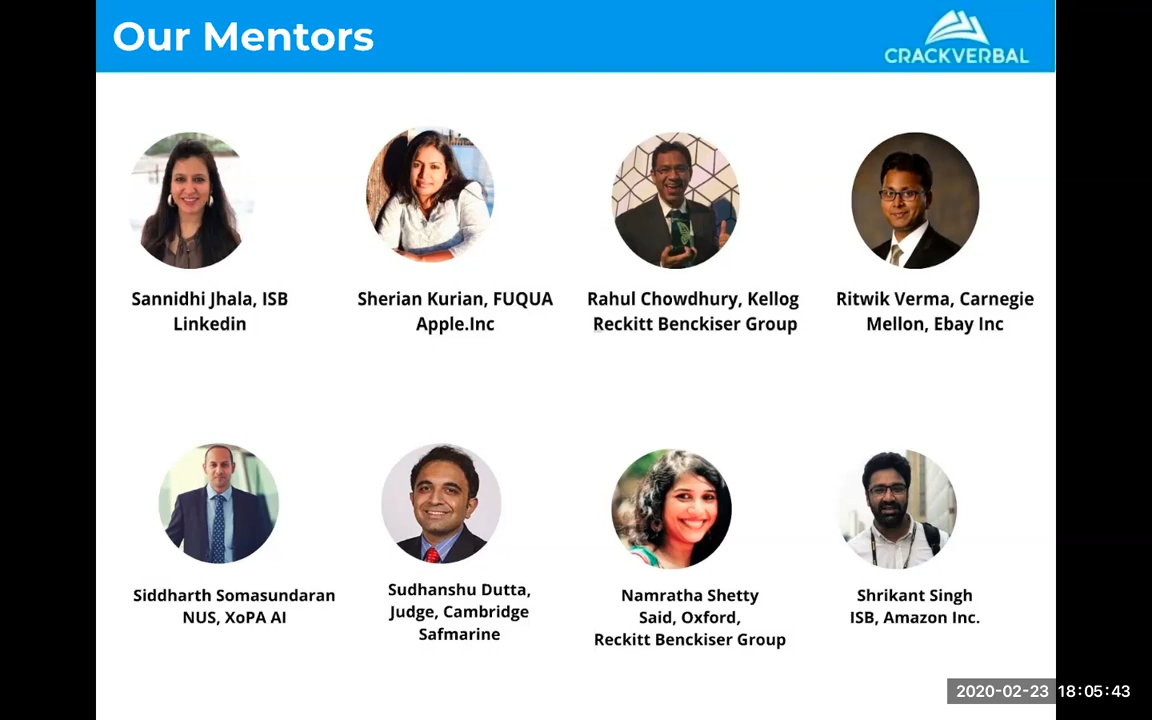 Our Mentors
CRACKVERBAL
Sannidhi Jhala, ISB
Linkedin
Sherian Kurian, FUQUA
Apple.Inc
Rahul Chowdhury, Kellog
Reckitt Benckiser Group
Ritwik Verma, Carnegie
Mellon, Ebay Inc
Siddharth Somasundaran
NUS, XoPA AI
Sudhanshu Dutta,
Judge, Cambridge
Safmarine
Namratha Shetty
Said, Oxford,
Reckitt Benckiser Group
Shrikant Singh
ISB, Amazon Inc.
2020-02-23 18:05:43